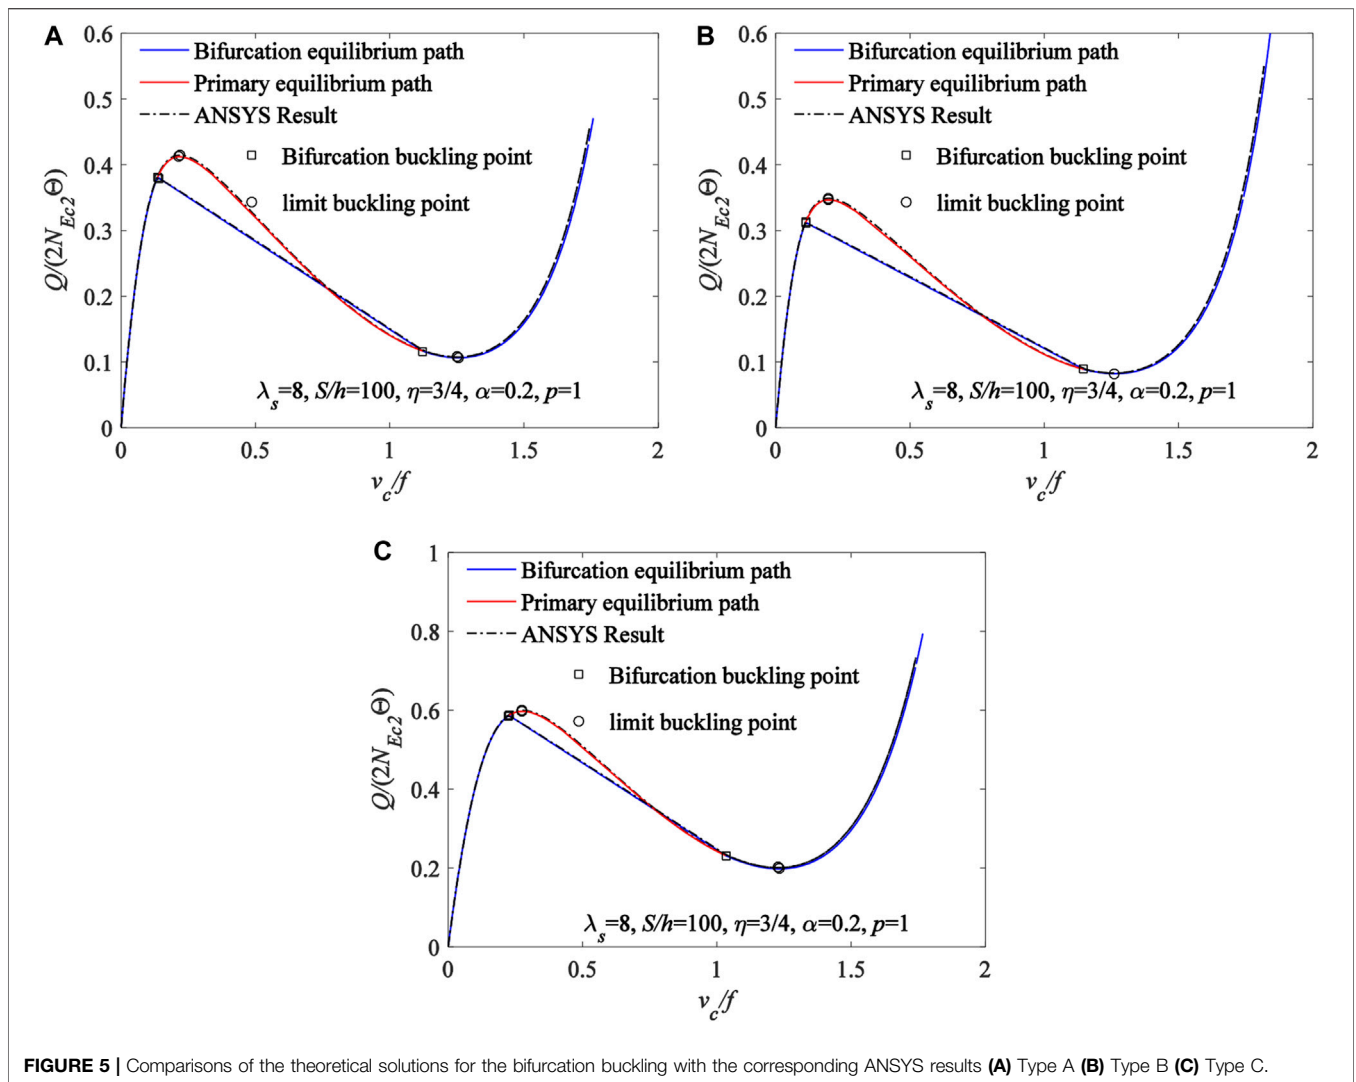 A
0.6
0.5
0.4
0.3
0.2
0.1
0
Q/(2N_Ec2 Θ)
Bifurcation equilibrium path
Primary equilibrium path
ANSYS Result
Bifurcation buckling point
limit buckling point
λ_s=8, S/h=100, η=3/4, α=0.2, p=1
0 0.5 1 1.5 2
v_c/f
B
0.6
0.5
0.4
0.3
0.2
0.1
0
Q/(2N_Ec2 Θ)
Bifurcation equilibrium path
Primary equilibrium path
ANSYS Result
Bifurcation buckling point
limit buckling point
λ_s=8, S/h=100, η=3/4, α=0.2, p=1
0 0.5 1 1.5 2
v_c/f
C
1
0.8
0.6
0.4
0.2
0
Q/(2N_Ec2 Θ)
Bifurcation equilibrium path
Primary equilibrium path
ANSYS Result
Bifurcation buckling point
limit buckling point
λ_s=8, S/h=100, η=3/4, α=0.2, p=1
0 0.5 1 1.5 2
v_c/f
FIGURE 5 | Comparisons of the theoretical solutions for the bifurcation buckling with the corresponding ANSYS results (A) Type A (B) Type B (C) Type C.